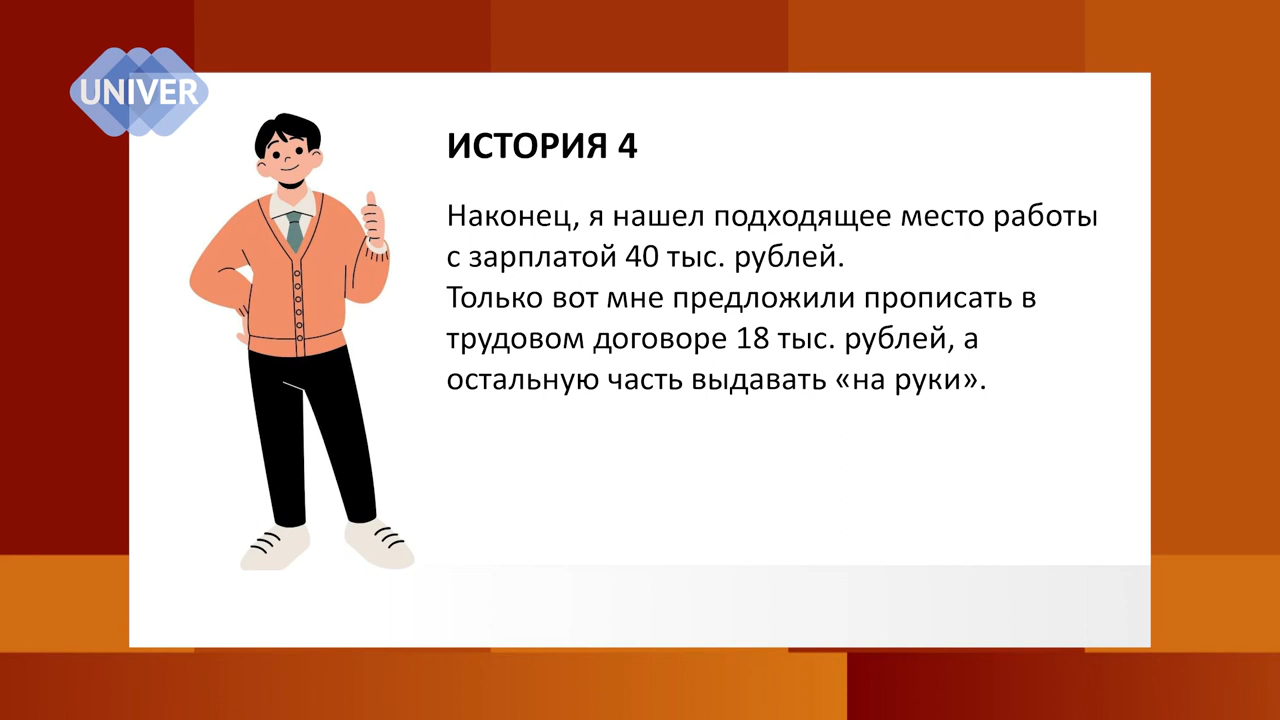 UNIVER
ИСТОРИЯ 4
Наконец, я нашел подходящее место работы
с зарплатой 40 тыс. рублей.
Только вот мне предложили прописать в
трудовом договоре 18 тыс. рублей, а
остальную часть выдавать «на руки».